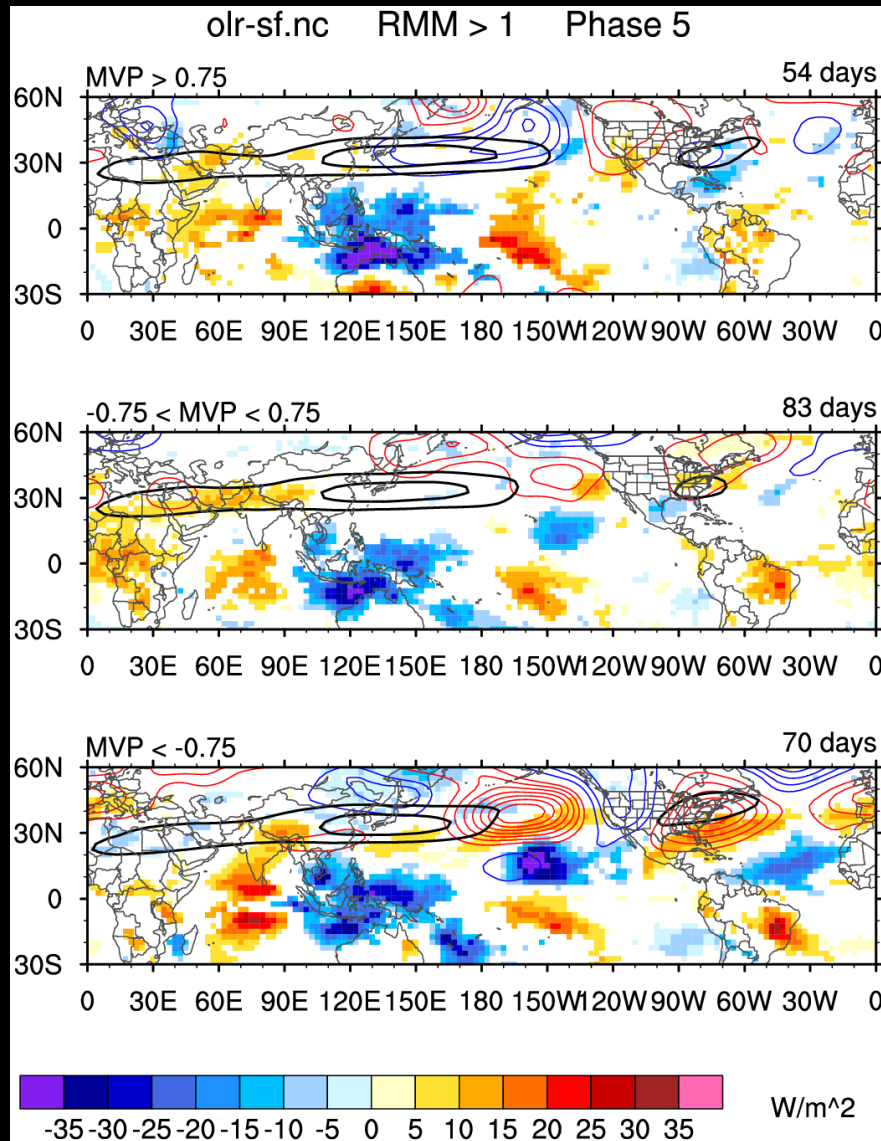 olr-sf.nc RMM > 1 Phase 5
MVP > 0.75 54 days
60N
30N
0
30S
0 30E 60E 90E 120E 150E 180 150W 120W 90W 60W 30W 0
-0.75 < MVP < 0.75 83 days
60N
30N
0
30S
0 30E 60E 90E 120E 150E 180 150W 120W 90W 60W 30W 0
MVP < -0.75 70 days
60N
30N
0
30S
0 30E 60E 90E 120E 150E 180 150W 120W 90W 60W 30W 0
-35 -30 -25 -20 -15 -10 -5 0 5 10 15 20 25 30 35 W/m^2